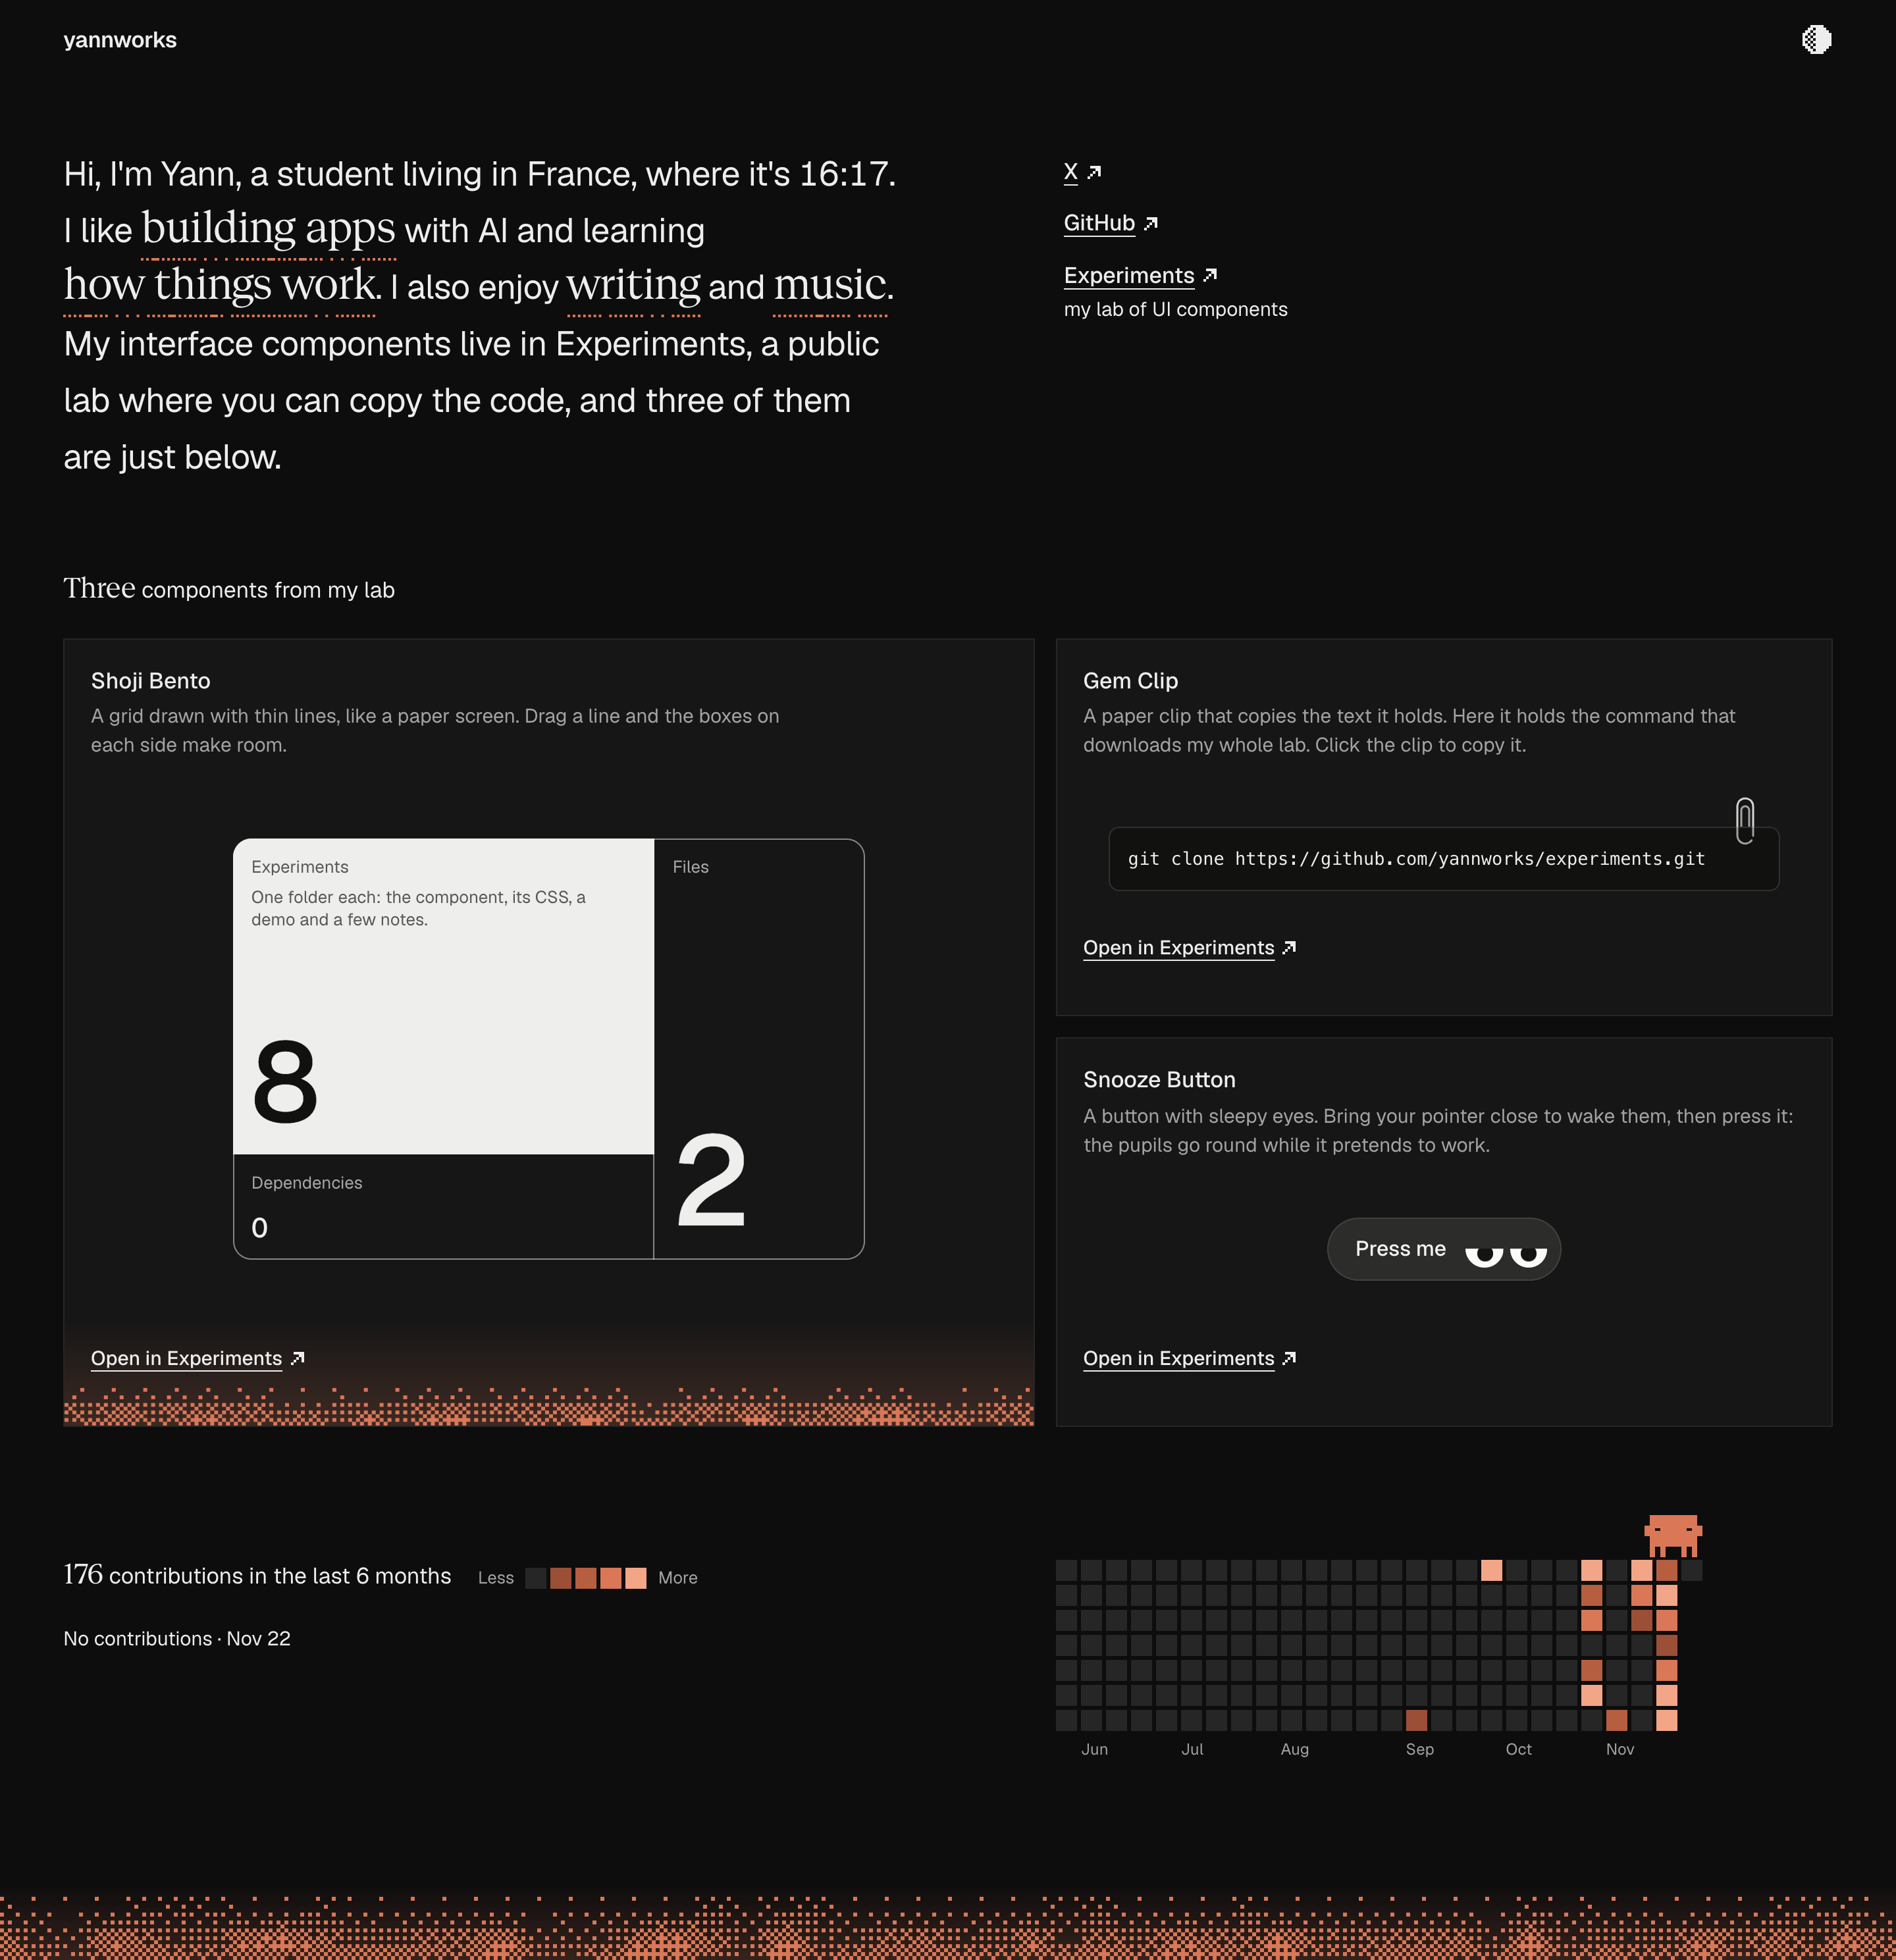 yannworks
Hi, I'm Yann, a student living in France, where it's 16:17.
I like building apps with AI and learning
how things work. I also enjoy writing and music.
My interface components live in Experiments, a public
lab where you can copy the code, and three of them
are just below.
X
GitHub
Experiments
my lab of UI components
Three components from my lab
Shoji Bento
A grid drawn with thin lines, like a paper screen. Drag a line and the boxes on
each side make room.
Experiments
One folder each: the component, its CSS, a
demo and a few notes.
8
Files
2
Dependencies
0
Open in Experiments
Gem Clip
A paper clip that copies the text it holds. Here it holds the command that
downloads my whole lab. Click the clip to copy it.
git clone https://github.com/yannworks/experiments.git
Open in Experiments
Snooze Button
A button with sleepy eyes. Bring your pointer close to wake them, then press it:
the pupils go round while it pretends to work.
Press me
Open in Experiments
176 contributions in the last 6 months
Less
More
No contributions · Nov 22
Jun Jul Aug Sep Oct Nov